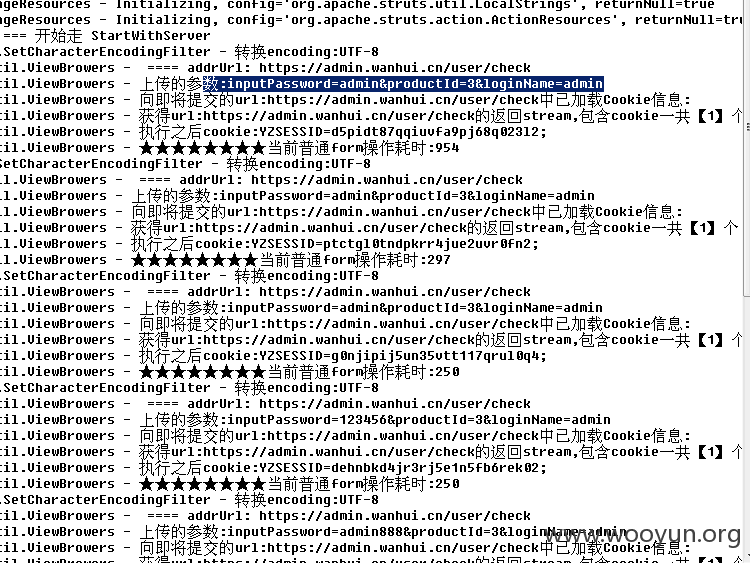 ageResources - Initializing, config='org.apache.struts.util.LocalStrings', returnNull=true
ngeResources - Initializing, config='org.apache.struts.action.ActionResources', returnNull=tru
=== 开始走 StartWithServer
.SetCharacterEncodingFilter - 转换encoding:UTF-8
til.ViewBrowers - ==== addrUrl: https://admin.wanhui.cn/user/check
til.ViewBrowers - 上传的参数:inputPassword=admin&productId=3&loginName=admin
til.ViewBrowers - 向即将提交的url:https://admin.wanhui.cn/user/check中已加载Cookie信息:
til.ViewBrowers - 获得url:https://admin.wanhui.cn/user/check的返回stream,包含cookie一共【1】个
til.ViewBrowers - 执行之后cookie:YZSESSID=d5pidt87qqiuvfa9pj68q023l2;
til.ViewBrowers - ★★★★★★★★当前普通form操作耗时:954
SetCharacterEncodingFilter - 转换encoding:UTF-8
il.ViewBrowers - ==== addrUrl: https://admin.wanhui.cn/user/check
il.ViewBrowers - 上传的参数:inputPassword=admin&productId=3&loginName=admin
il.ViewBrowers - 向即将提交的url:https://admin.wanhui.cn/user/check中已加载Cookie信息:
il.ViewBrowers - 获得url:https://admin.wanhui.cn/user/check的返回stream,包含cookie一共【1】个
il.ViewBrowers - 执行之后cookie:YZSESSID=ptctgl0tndpkrr4jue2uvr0fn2;
il.ViewBrowers - ★★★★★★★★当前普通form操作耗时:297
.SetCharacterEncodingFilter - 转换encoding:UTF-8
til.ViewBrowers - ==== addrUrl: https://admin.wanhui.cn/user/check
til.ViewBrowers - 上传的参数:inputPassword=admin&productId=3&loginName=admin
til.ViewBrowers - 向即将提交的url:https://admin.wanhui.cn/user/check中已加载Cookie信息:
til.ViewBrowers - 获得url:https://admin.wanhui.cn/user/check的返回stream,包含cookie一共【1】个
til.ViewBrowers - 执行之后cookie:YZSESSID=g0njipij5un35vtt117qrul0q4;
til.ViewBrowers - ★★★★★★★★当前普通form操作耗时:250
.SetCharacterEncodingFilter - 转换encoding:UTF-8
til.ViewBrowers - ==== addrUrl: https://admin.wanhui.cn/user/check
til.ViewBrowers - 上传的参数:inputPassword=123456&productId=3&loginName=admin
til.ViewBrowers - 向即将提交的url:https://admin.wanhui.cn/user/check中已加载Cookie信息:
til.ViewBrowers - 获得url:https://admin.wanhui.cn/user/check的返回stream,包含cookie一共【1】个
til.ViewBrowers - 执行之后cookie:YZSESSID=dehnbkd4jr3rj5e1n5fb6rek02;
til.ViewBrowers - ★★★★★★★★当前普通form操作耗时:250
.SetCharacterEncodingFilter - 转换encoding:UTF-8
til.ViewBrowers - ==== addrUrl: https://admin.wanhui.cn/user/check
til.ViewBrowers - 上传的参数:inputPassword=admin888&productId=3&loginName=admin
www.wooyun.org
til.ViewBrowers - 向即将提交的url:https://admin.wanhui.cn/user/check中已加载Cookie信息: